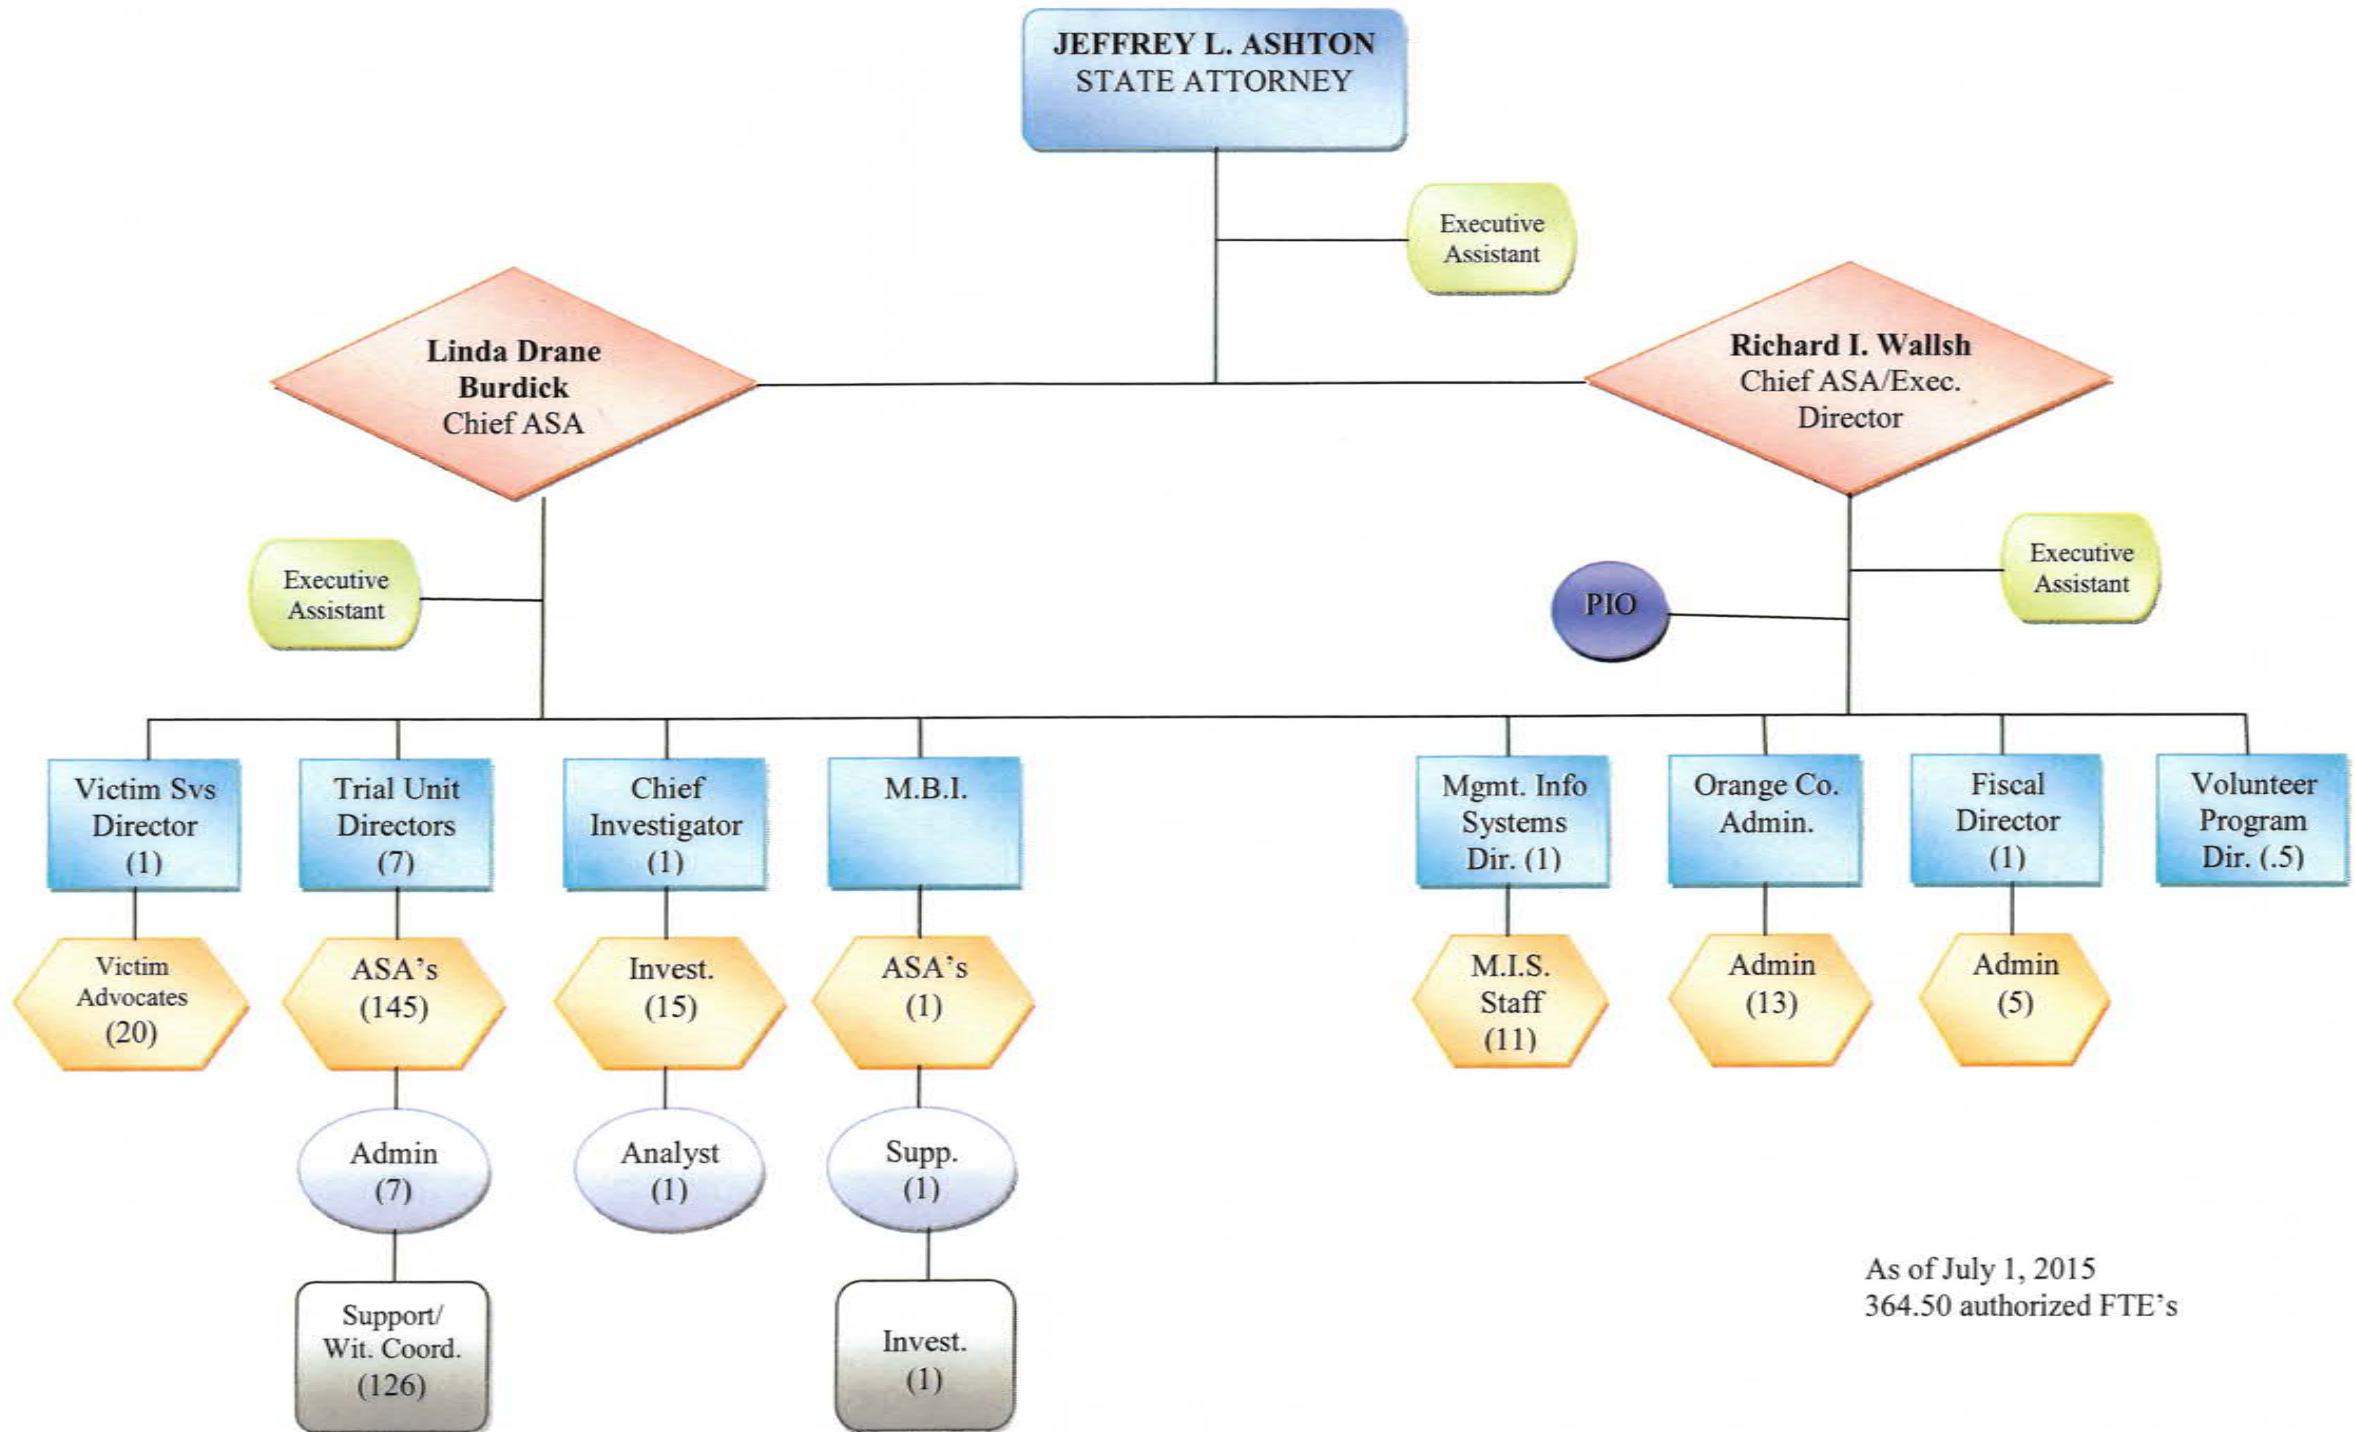 JEFFREY L. ASHTON
STATE ATTORNEY
Executive
Assistant
Linda Drane
Burdick
Chief ASA
Richard I. Wallsh
Chief ASA/Exec.
Director
Executive
Assistant
PIO
Executive
Assistant
Victim Svs
Director
(1)
Trial Unit
Directors
(7)
Chief
Investigator
(1)
M.B.I.
Mgmt. Info
Systems
Dir. (1)
Orange Co.
Admin.
Fiscal
Director
(1)
Volunteer
Program
Dir. (.5)
Victim
Advocates
(20)
ASA's
(145)
Invest.
(15)
ASA's
(1)
M.I.S.
Staff
(11)
Admin
(13)
Admin
(5)
Admin
(7)
Analyst
(1)
Supp.
(1)
Support/
Wit. Coord.
(126)
Invest.
(1)
As of July 1, 2015
364.50 authorized FTE's